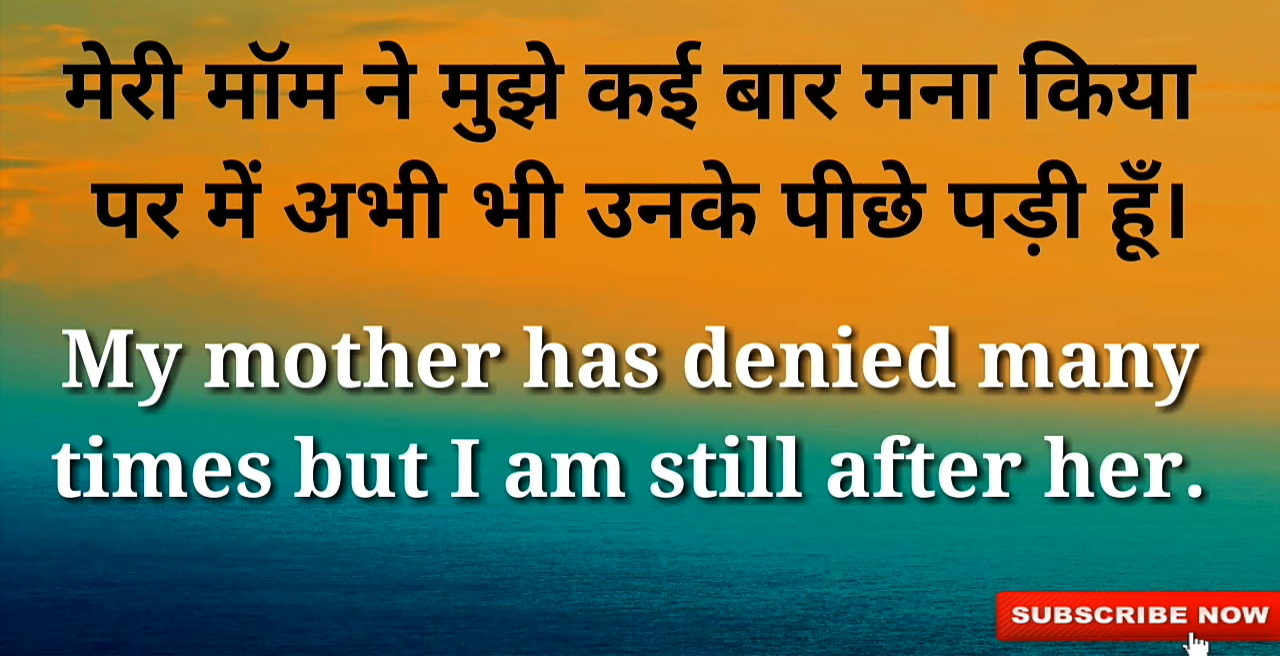 मेरी मॉम ने मुझे कई बार मना किया
पर में अभी भी उनके पीछे पड़ी हूँ।
My mother has denied many
times but I am still after her.
SUBSCRIBE NOW